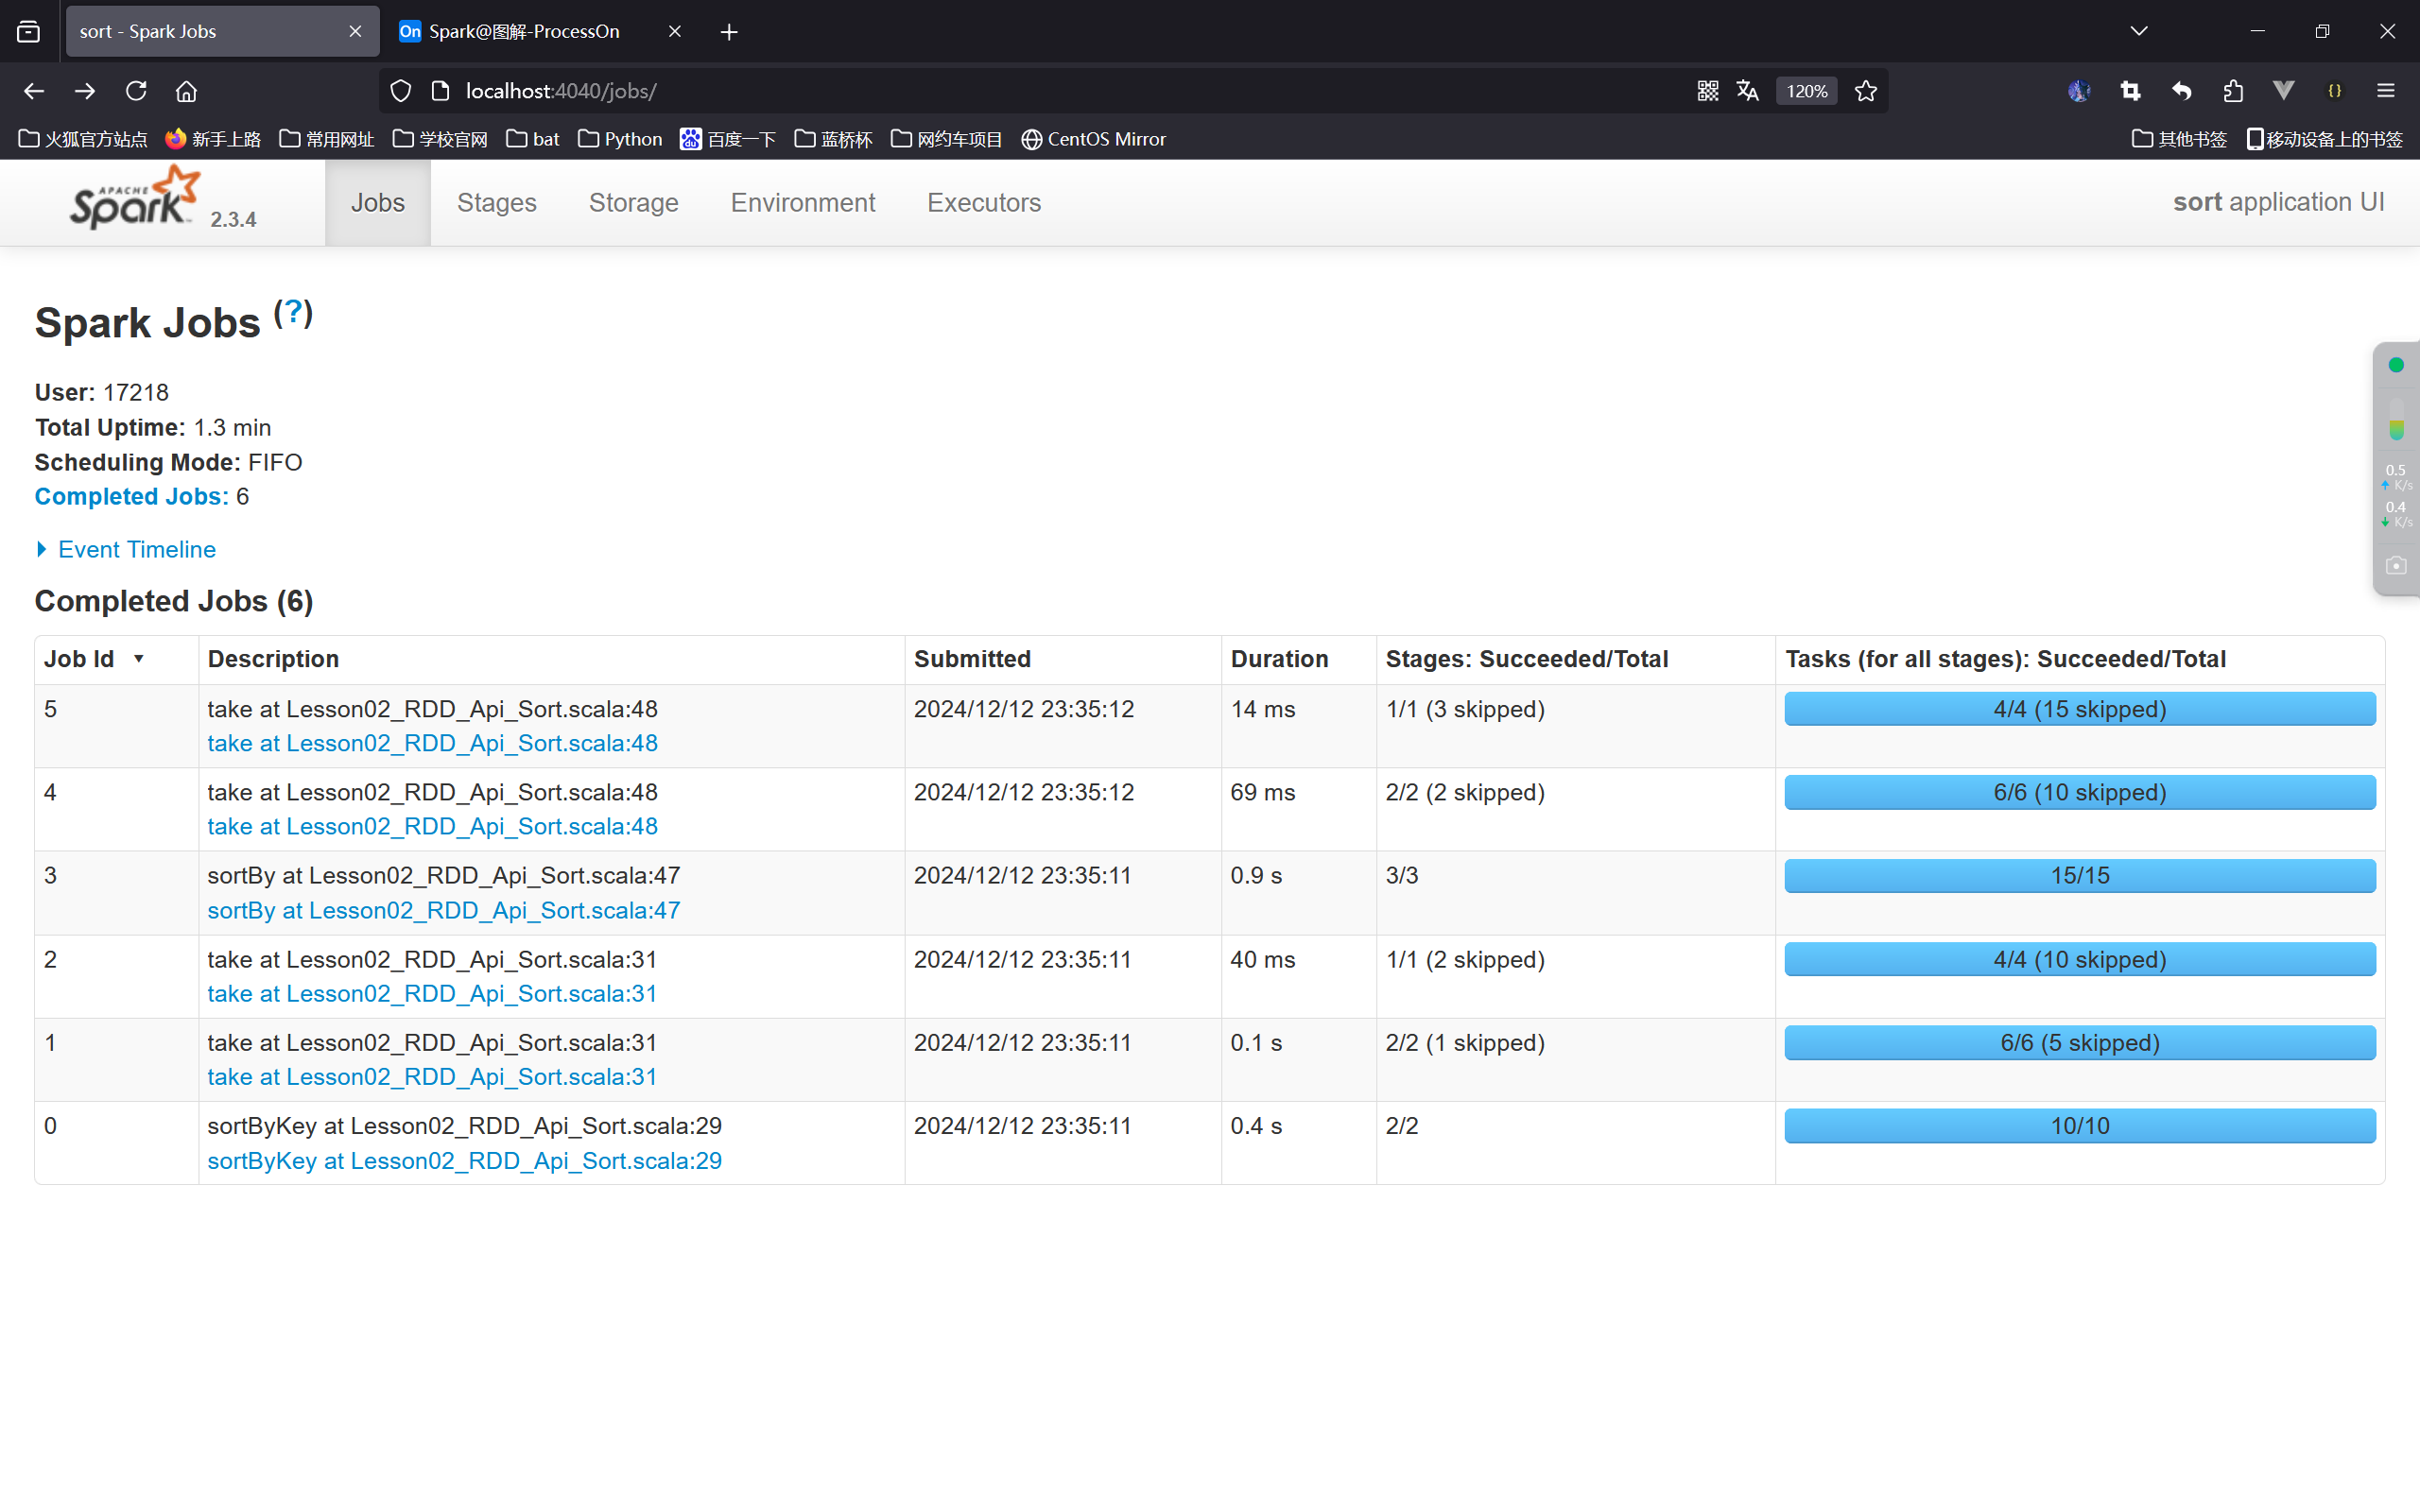 sort - Spark Jobs
On Spark@图解-ProcessOn
localhost:4040/jobs/
120%
火狐官方站点 新手上路 常用网址 学校官网 bat Python du 百度一下 蓝桥杯 网约车项目 CentOS Mirror 其他书签 移动设备上的书签
APACHE Spark 2.3.4 Jobs Stages Storage Environment Executors sort application UI
Spark Jobs (?)
User: 17218
Total Uptime: 1.3 min
Scheduling Mode: FIFO
Completed Jobs: 6
Event Timeline
Completed Jobs (6)
0.5
K/s
0.4
K/s
Job Id Description Submitted Duration Stages: Succeeded/Total Tasks (for all stages): Succeeded/Total
5 take at Lesson02_RDD_Api_Sort.scala:48 2024/12/12 23:35:12 14 ms 1/1 (3 skipped) 4/4 (15 skipped)
take at Lesson02_RDD_Api_Sort.scala:48
4 take at Lesson02_RDD_Api_Sort.scala:48 2024/12/12 23:35:12 69 ms 2/2 (2 skipped) 6/6 (10 skipped)
take at Lesson02_RDD_Api_Sort.scala:48
3 sortBy at Lesson02_RDD_Api_Sort.scala:47 2024/12/12 23:35:11 0.9 s 3/3 15/15
sortBy at Lesson02_RDD_Api_Sort.scala:47
2 take at Lesson02_RDD_Api_Sort.scala:31 2024/12/12 23:35:11 40 ms 1/1 (2 skipped) 4/4 (10 skipped)
take at Lesson02_RDD_Api_Sort.scala:31
1 take at Lesson02_RDD_Api_Sort.scala:31 2024/12/12 23:35:11 0.1 s 2/2 (1 skipped) 6/6 (5 skipped)
take at Lesson02_RDD_Api_Sort.scala:31
0 sortByKey at Lesson02_RDD_Api_Sort.scala:29 2024/12/12 23:35:11 0.4 s 2/2 10/10
sortByKey at Lesson02_RDD_Api_Sort.scala:29